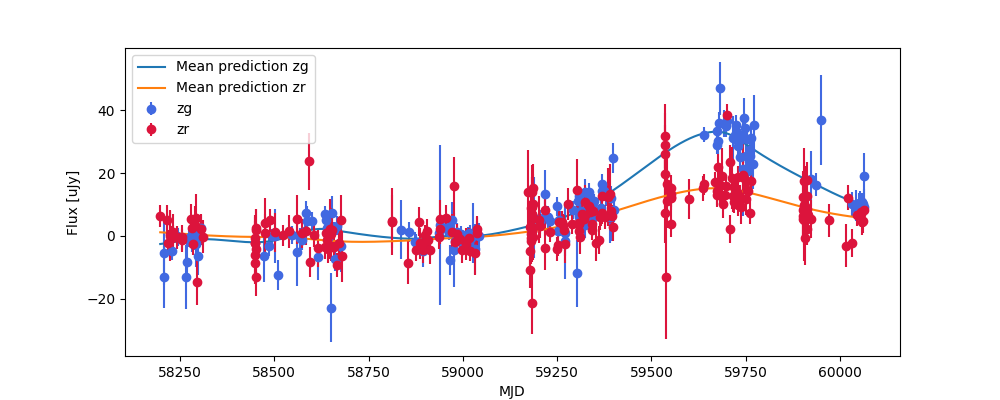 Mean prediction zg
Mean prediction zr
zg
zr
Flux [uJy]
40
20
0
−20
58250
58500
58750
59000
59250
59500
59750
60000
MJD